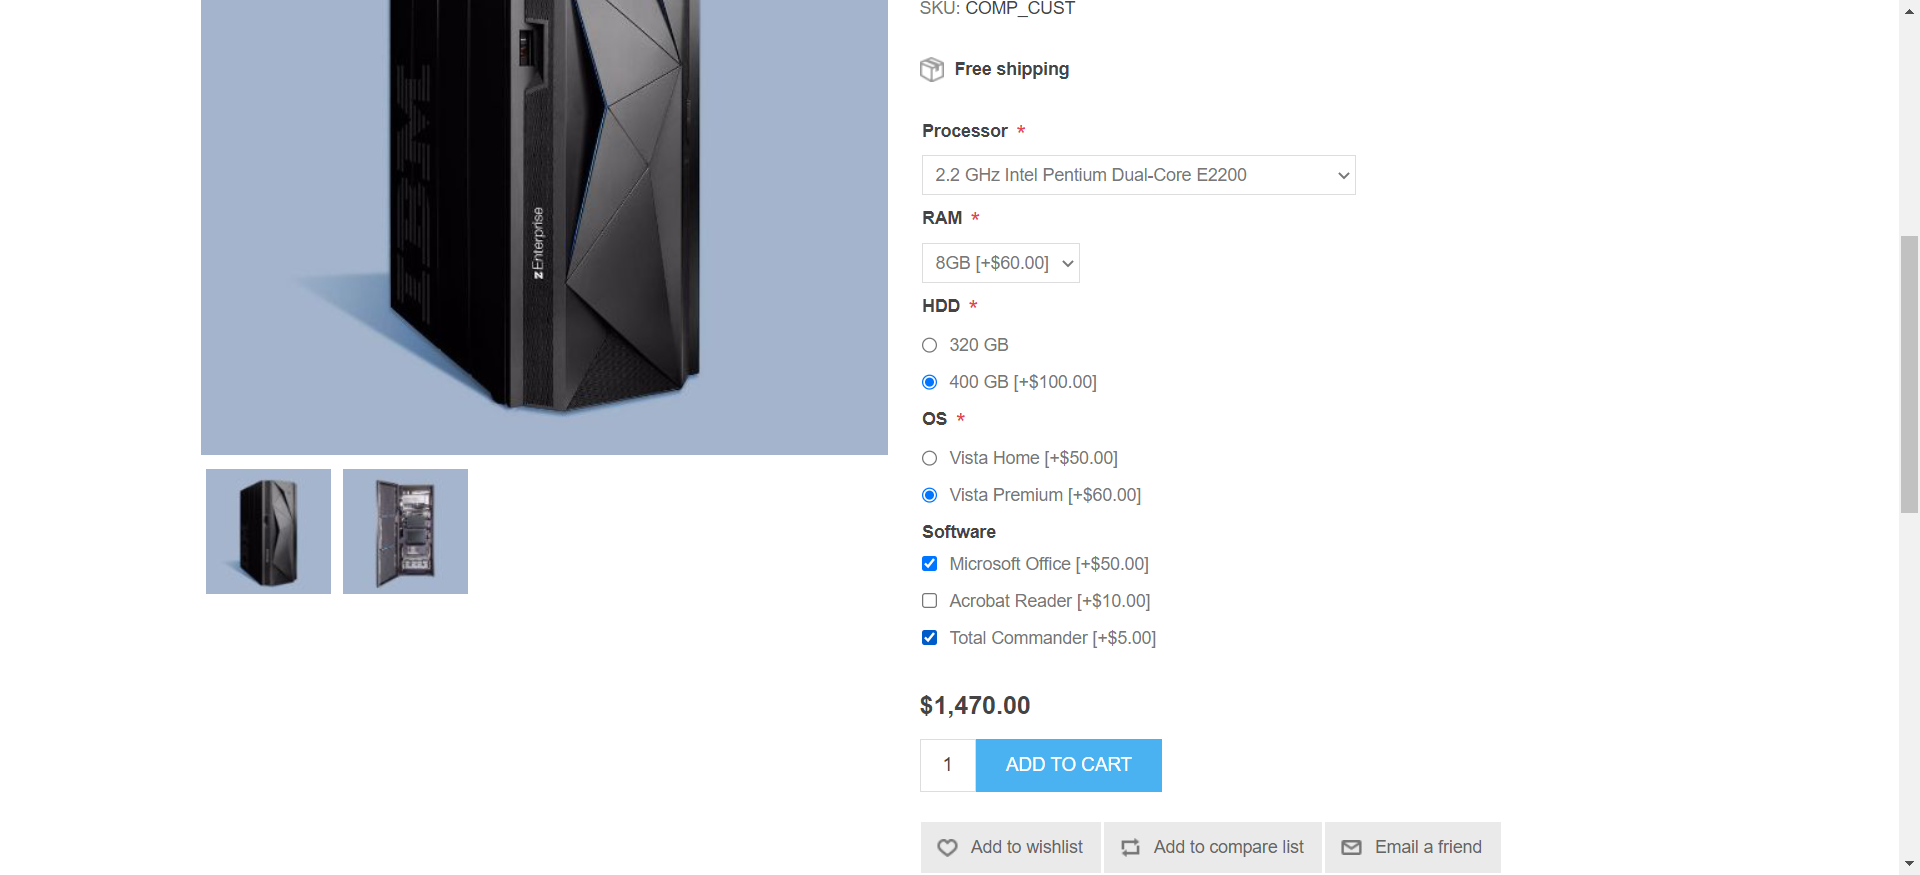 SKU: COMP_CUST
Free shipping
Processor *
2.2 GHz Intel Pentium Dual-Core E2200
RAM *
8GB [+$60.00]
HDD *
320 GB
400 GB [+$100.00]
OS *
Vista Home [+$50.00]
Vista Premium [+$60.00]
Software
Microsoft Office [+$50.00]
Acrobat Reader [+$10.00]
Total Commander [+$5.00]
$1,470.00
1 ADD TO CART
Add to wishlist Add to compare list Email a friend
IBM
zEnterprise